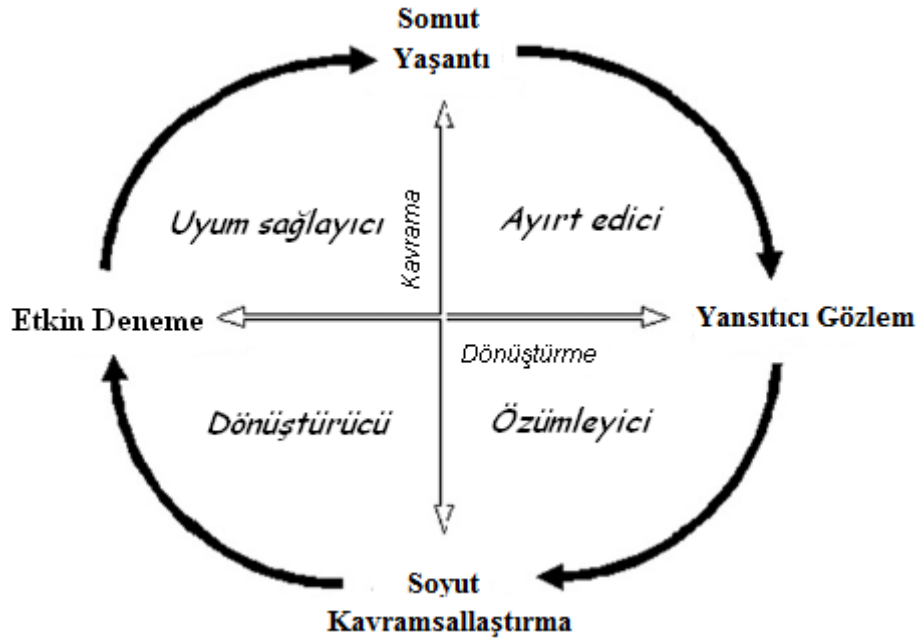 Somut
Yaşantı
Kavrama
Uyum sağlayıcı
Ayırt edici
Etkin Deneme
Yansıtıcı Gözlem
Dönüştürme
Dönüştürücü
Özümleyici
Soyut
Kavramsallaştırma